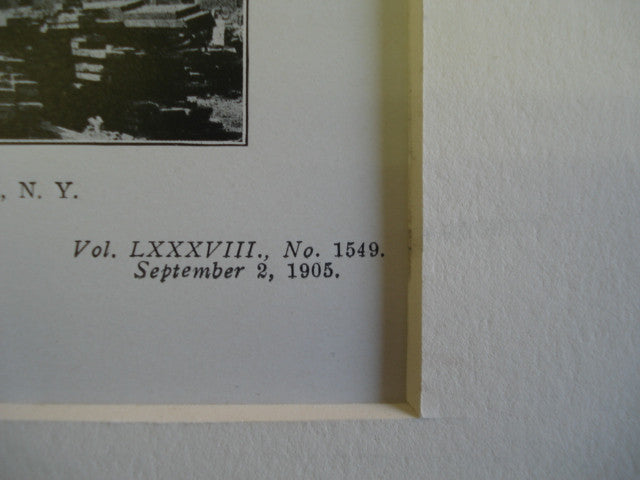 , N. Y.
Vol. LXXXVIII., No. 1549.
September 2, 1905.